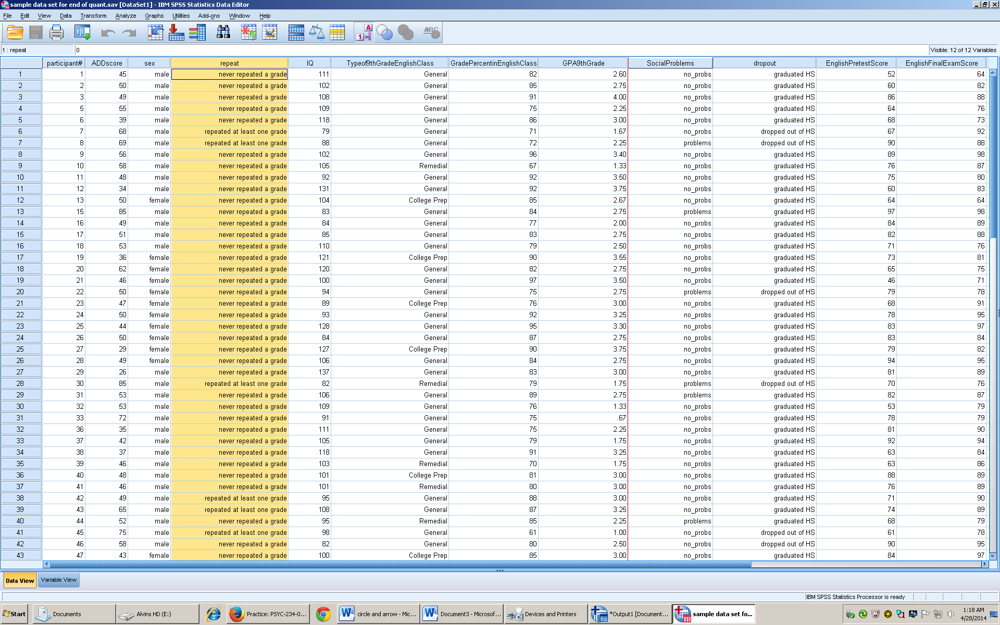 sample data set for end of quant.sav [DataSet1] - IBM SPSS Statistics Data Editor
File Edit View Data Transform Analyze Graphs Utilities Add-ons Window Help
1 A ABC
1 : repeat 0 Visible: 12 of 12 Variables
participant# ADDscore sex repeat IQ Typeof9thGradeEnglishClass GradePercentinEnglishClass GPA9thGrade SocialProblems dropout EnglishPretestScore EnglishFinalExamScore
1 1 45 male never repeated a grade 111 General 82 2.60 no_probs graduated HS 52 64
2 2 50 male never repeated a grade 102 General 85 2.75 no_probs graduated HS 60 82
3 3 49 male never repeated a grade 108 General 91 4.00 no_probs graduated HS 86 88
4 5 55 male never repeated a grade 109 General 75 2.25 no_probs graduated HS 64 76
5 6 39 male never repeated a grade 118 General 86 3.00 no_probs graduated HS 68 73
6 7 68 male repeated at least one grade 79 General 71 1.67 no_probs dropped out of HS 67 92
7 8 69 male repeated at least one grade 88 General 72 2.25 problems dropped out of HS 90 88
8 9 56 male never repeated a grade 102 General 96 3.40 no_probs graduated HS 89 98
9 10 58 male never repeated a grade 105 Remedial 67 1.33 no_probs graduated HS 76 87
10 11 48 male never repeated a grade 92 General 92 3.50 no_probs graduated HS 75 80
11 12 34 male never repeated a grade 131 General 92 3.75 no_probs graduated HS 60 83
12 13 50 female never repeated a grade 104 College Prep 85 2.67 no_probs graduated HS 64 64
13 15 85 male never repeated a grade 83 General 84 2.75 problems graduated HS 97 98
14 16 49 male never repeated a grade 84 General 77 2.00 no_probs graduated HS 84 89
15 17 51 male never repeated a grade 85 General 83 2.75 no_probs graduated HS 82 88
16 18 53 male never repeated a grade 110 General 79 2.50 no_probs graduated HS 71 76
17 19 36 female never repeated a grade 121 College Prep 90 3.55 no_probs graduated HS 73 81
18 20 62 female never repeated a grade 120 General 82 2.75 no_probs graduated HS 65 75
19 21 46 female never repeated a grade 100 General 97 3.50 no_probs graduated HS 46 71
20 22 50 female never repeated a grade 94 General 75 2.75 problems dropped out of HS 79 78
21 23 47 female never repeated a grade 89 College Prep 76 3.00 no_probs graduated HS 68 91
22 24 50 female never repeated a grade 93 General 92 3.25 no_probs graduated HS 78 95
23 25 44 female never repeated a grade 128 General 95 3.30 no_probs graduated HS 83 97
24 26 50 female never repeated a grade 84 General 87 2.75 no_probs graduated HS 83 84
25 27 29 female never repeated a grade 127 College Prep 90 3.75 no_probs graduated HS 79 82
26 28 49 female never repeated a grade 106 General 84 2.75 no_probs graduated HS 94 95
27 29 26 male never repeated a grade 137 General 83 3.00 no_probs graduated HS 81 89
28 30 85 male repeated at least one grade 82 Remedial 79 1.75 problems dropped out of HS 70 76
29 31 53 male never repeated a grade 106 General 89 2.75 problems graduated HS 82 87
30 32 53 male never repeated a grade 109 General 76 1.33 no_probs graduated HS 53 79
31 33 72 male never repeated a grade 91 General 75 .67 no_probs graduated HS 78 79
32 36 35 male never repeated a grade 111 General 75 2.25 no_probs graduated HS 81 90
33 37 42 male never repeated a grade 105 General 79 1.75 no_probs graduated HS 92 94
34 38 37 male never repeated a grade 118 General 91 3.25 no_probs graduated HS 63 84
35 39 46 male never repeated a grade 103 Remedial 70 1.75 no_probs graduated HS 63 86
36 40 48 male never repeated a grade 101 College Prep 81 3.00 no_probs graduated HS 88 89
37 41 46 male never repeated a grade 101 Remedial 80 3.00 no_probs graduated HS 76 89
38 42 49 male repeated at least one grade 95 General 88 3.00 no_probs graduated HS 71 90
39 43 65 male repeated at least one grade 108 General 87 3.25 no_probs graduated HS 74 89
40 44 52 male never repeated a grade 95 Remedial 85 2.25 problems graduated HS 68 79
41 45 75 male repeated at least one grade 98 General 61 1.00 no_probs dropped out of HS 61 78
42 46 58 male never repeated a grade 82 General 80 2.50 no_probs dropped out of HS 90 95
43 47 43 female never repeated a grade 100 College Prep 85 3.00 no_probs graduated HS 84 97
Data View Variable View
IBM SPSS Statistics Processor is ready
Start Documents Alvins HD (E:) Practice: PSYC-234-0... circle and arrow - Mic... Document3 - Microsof... Devices and Printers *Output1 [Document... sample data set fo... 1:18 AM
4/28/2014